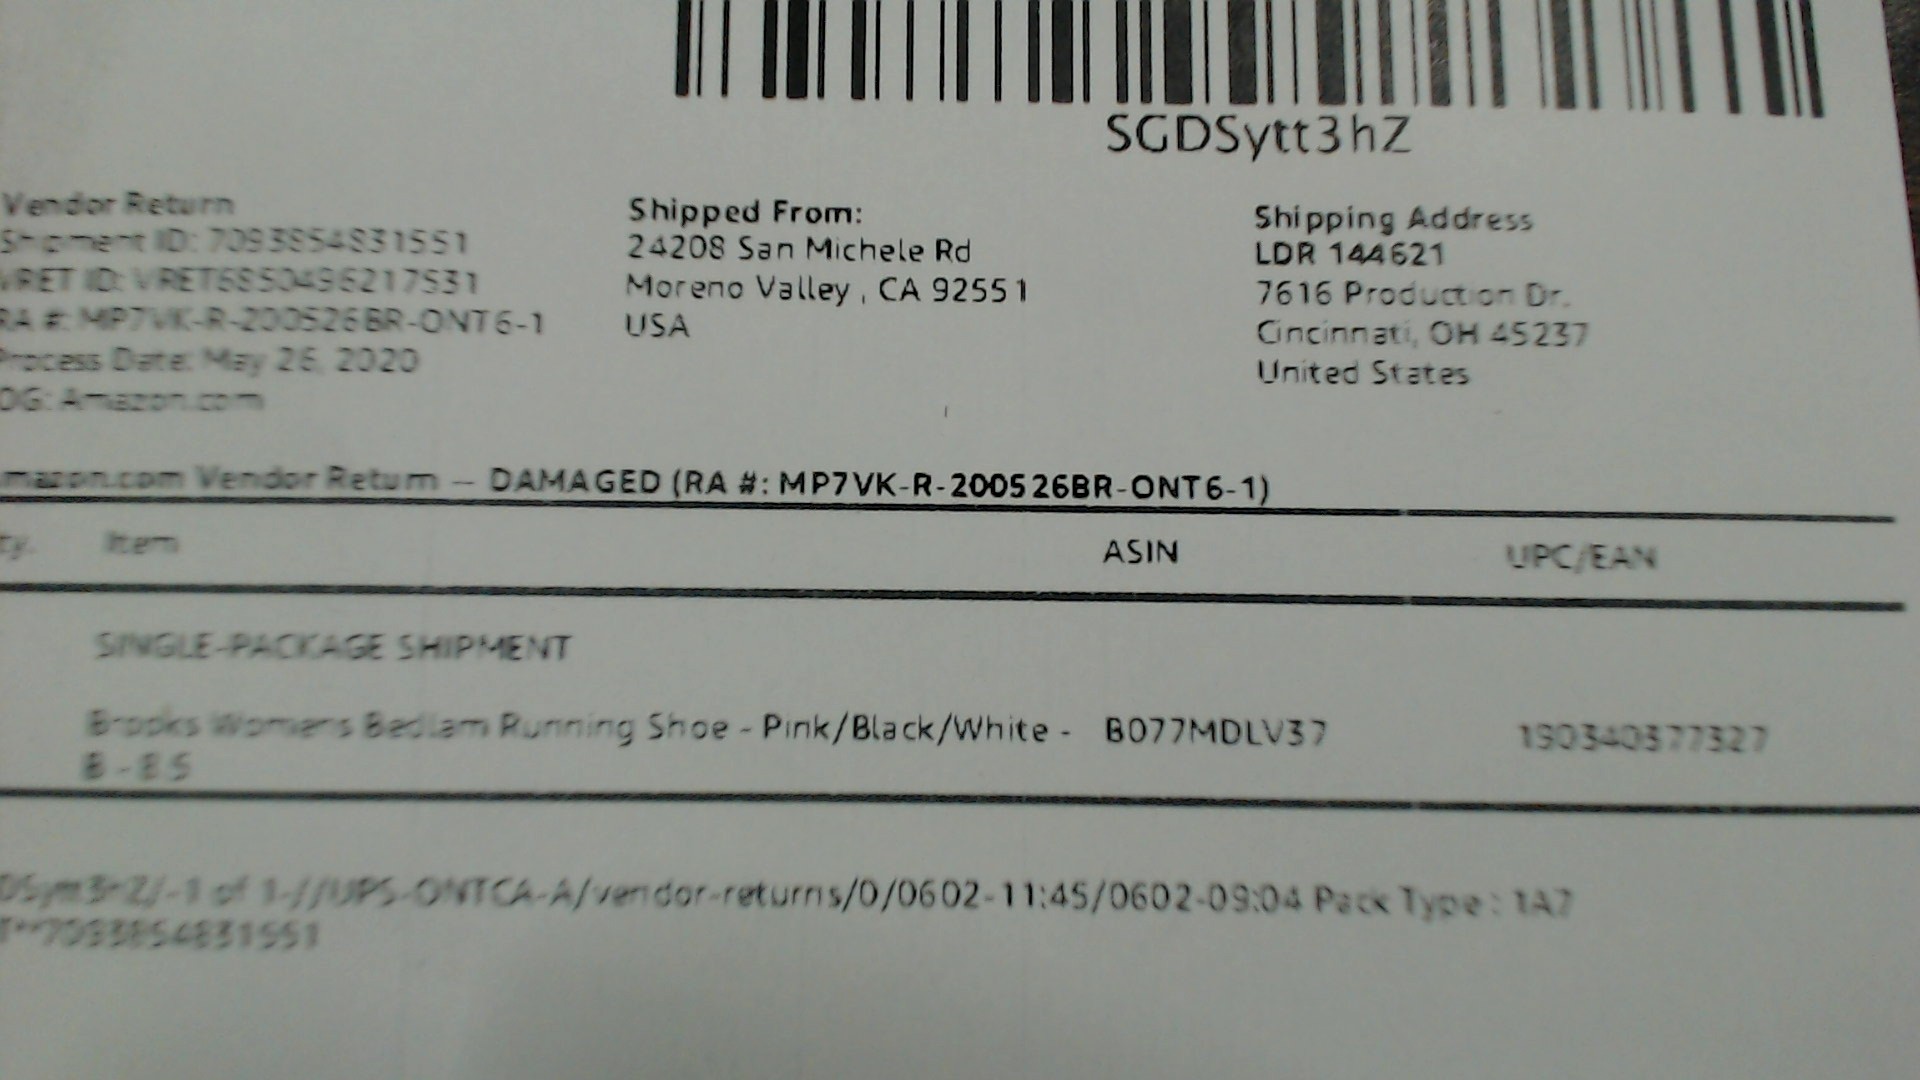 SGDSytt3hZ
Vendor Return
Shipment ID: 7093854831551
VRET ID: VRET6850496217531
RA #: MP7VK-R-200526BR-ONT6-1
Process Date: May 26, 2020
OG: Amazon.com
Shipped From:
24208 San Michele Rd
Moreno Valley , CA 92551
USA
Shipping Address
LDR 144621
7616 Production Dr.
Cincinnati, OH 45237
United States
mazon.com Vendor Return – DAMAGED (RA #: MP7VK-R-200526BR-ONT6-1)
ty. Item ASIN UPC/EAN
SINGLE-PACKAGE SHIPMENT
Brooks Womens Bedlam Running Shoe - Pink/Black/White - B077MDLV37 190340377327
B - 8.5
-1 of 1-//UPS-ONTCA-A/vendor-returns/0/0602-11:45/0602-09:04 Pack Type : 1A7
T**7093854831551